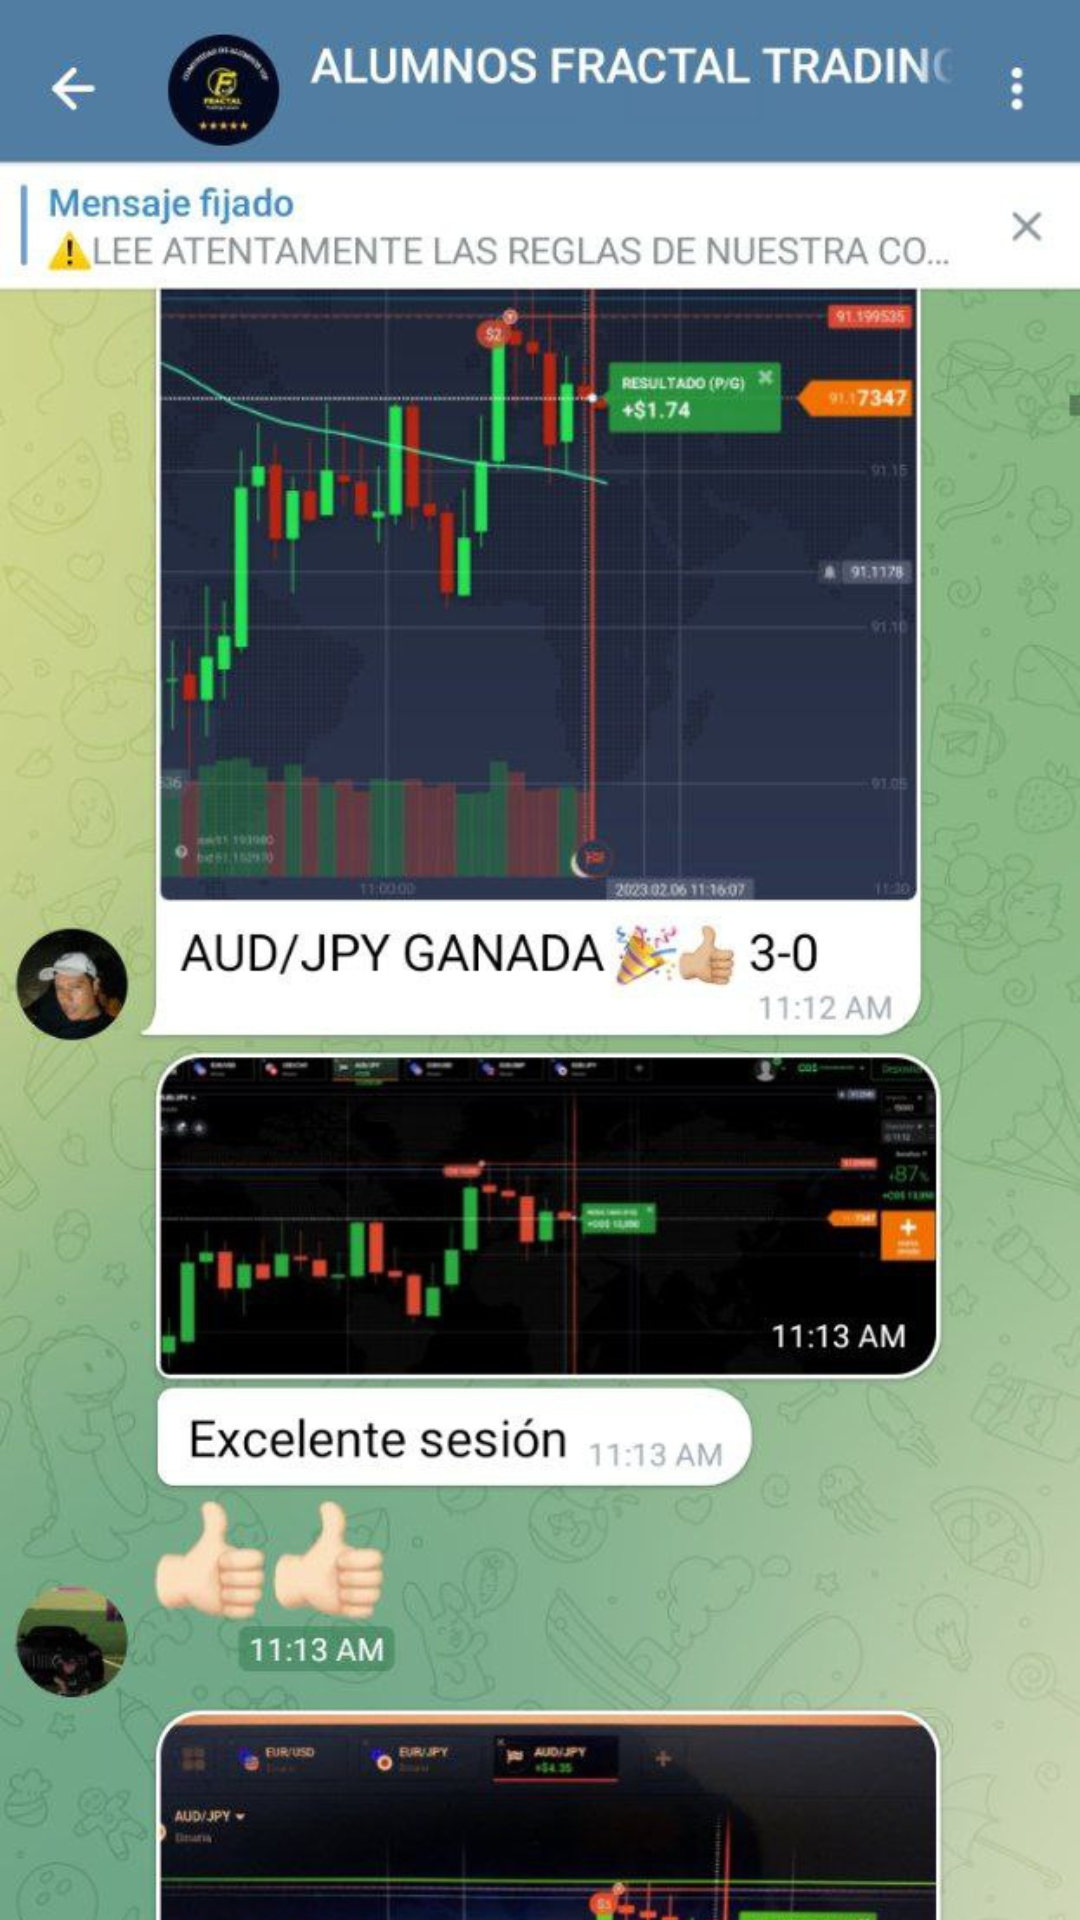 ALUMNOS FRACTAL TRADING
FRACTAL
Mensaje fijado
⚠️LEE ATENTAMENTE LAS REGLAS DE NUESTRA CO...
91.199535
$2
RESULTADO (P/G)
+$1.74
91.17347
91.15
91.1178
91.10
91.05
11:00:00
2023.02.06 11:16:07
11:30
AUD/JPY GANADA 🎉👍🏼 3-0
11:12 AM
+87%
11:13 AM
Excelente sesión 11:13 AM
👍🏻👍🏻
11:13 AM
EUR/USD
EUR/JPY
AUD/JPY
+$4.35
AUD/JPY
Binaria